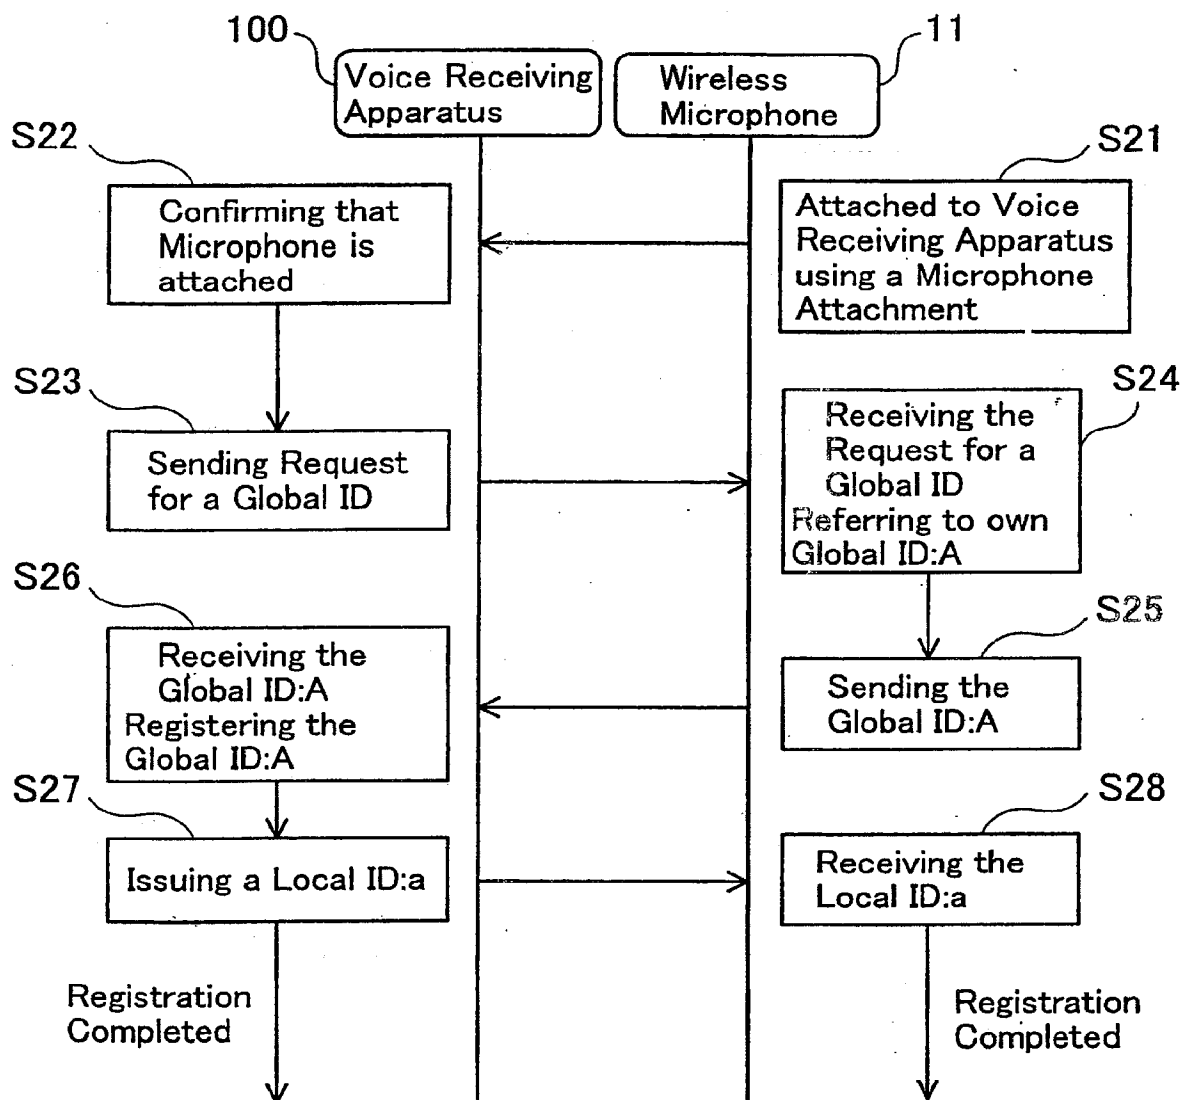 100
11
Voice Receiving
Apparatus
Wireless
Microphone
S22
S21
Confirming that
Microphone is
attached
Attached to Voice
Receiving Apparatus
using a Microphone
Attachment
S23
S24
Sending Request
for a Global ID
Receiving the
Request for a
Global ID
Referring to own
Global ID:A
S26
S25
Receiving the
Global ID:A
Registering the
Global ID:A
Sending the
Global ID:A
S27
S28
Issuing a Local ID:a
Receiving the
Local ID:a
Registration
Completed
Registration
Completed